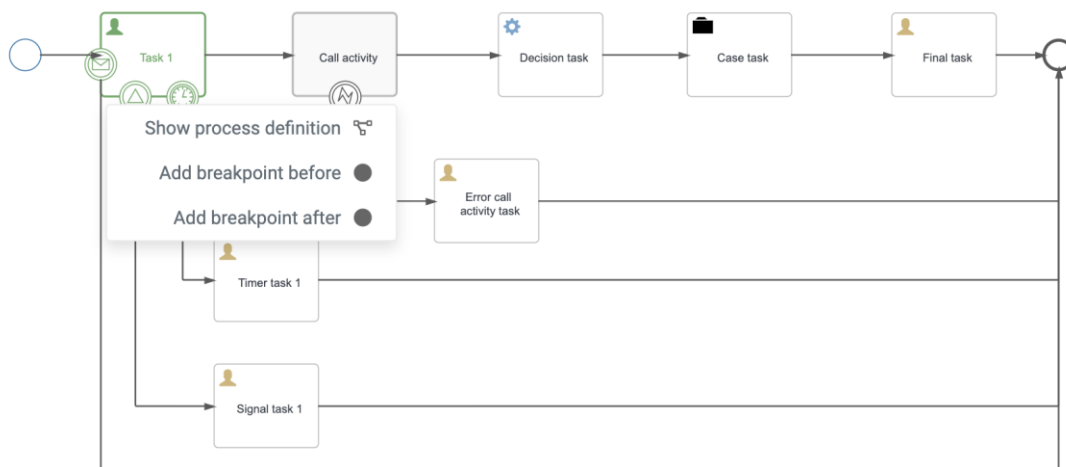 Task 1
Call activity
Decision task
Case task
Final task
Show process definition
Add breakpoint before
Add breakpoint after
Error call
activity task
Timer task 1
Signal task 1